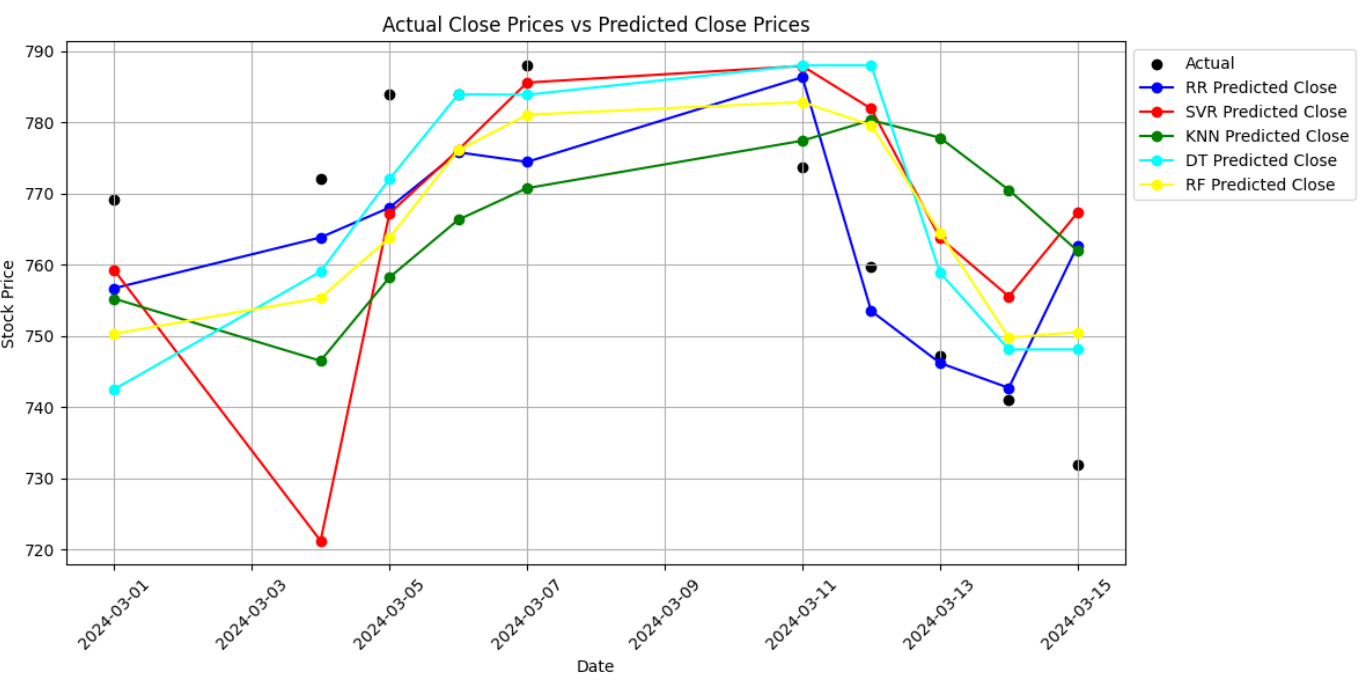 Actual Close Prices vs Predicted Close Prices
790
780
770
760
750
740
730
720
Stock Price
2024-03-01
2024-03-03
2024-03-05
2024-03-07
2024-03-09
2024-03-11
2024-03-13
2024-03-15
Date
Actual
RR Predicted Close
SVR Predicted Close
KNN Predicted Close
DT Predicted Close
RF Predicted Close